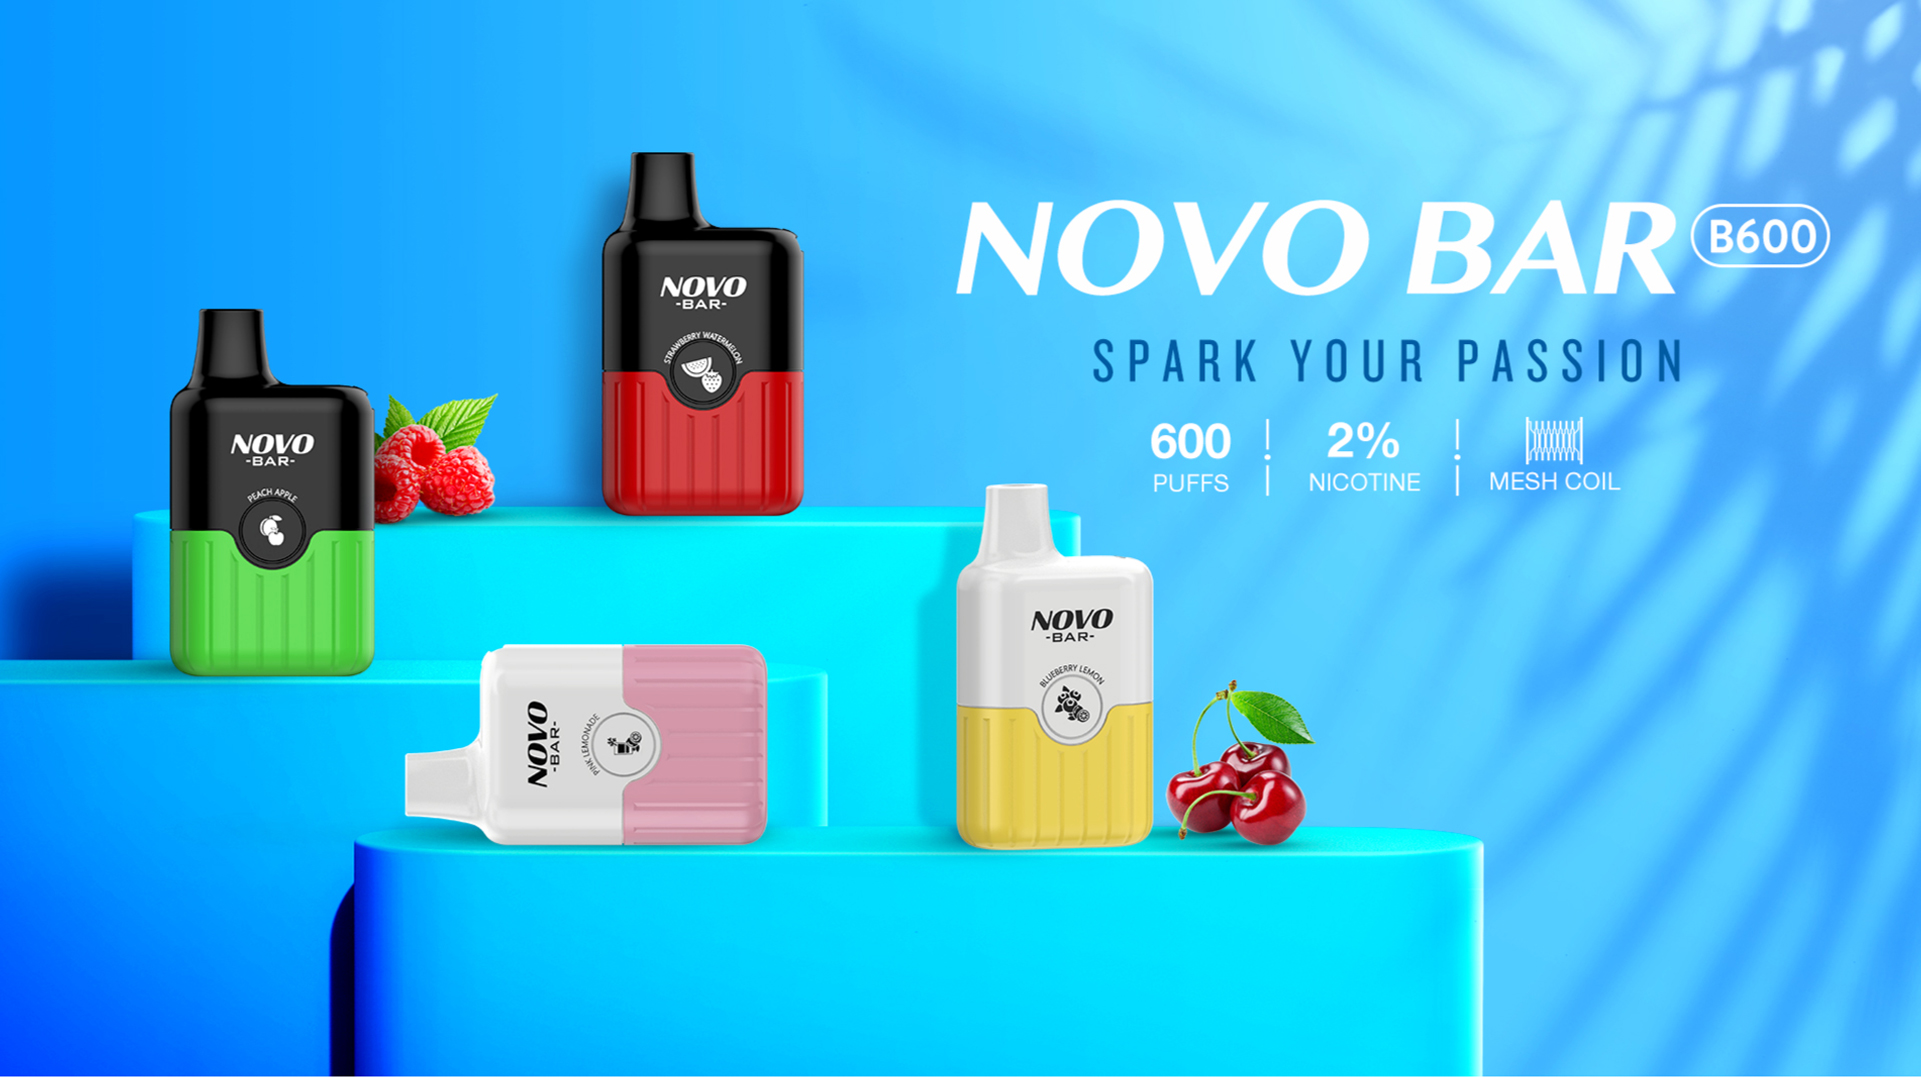 NOVO BAR B600
SPARK YOUR PASSION
600
PUFFS
2%
NICOTINE
MESH COIL
NOVO
-BAR-
STRAWBERRY WATERMELON
NOVO
-BAR-
PEACH APPLE
NOVO
-BAR-
PINK LEMONADE
NOVO
-BAR-
BLUEBERRY LEMON